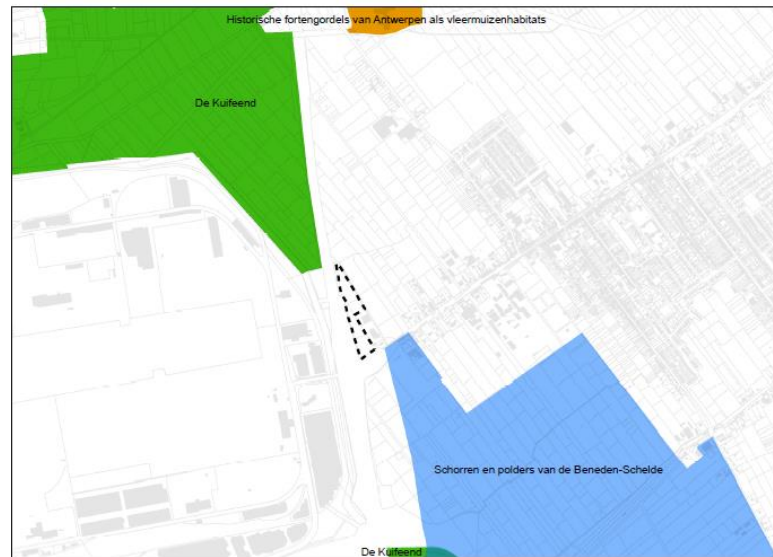 Historische fortengordels van Antwerpen als vleermuizenhabitats
De Kuifeend
Schorren en polders van de Beneden-Schelde
De Kuifeend